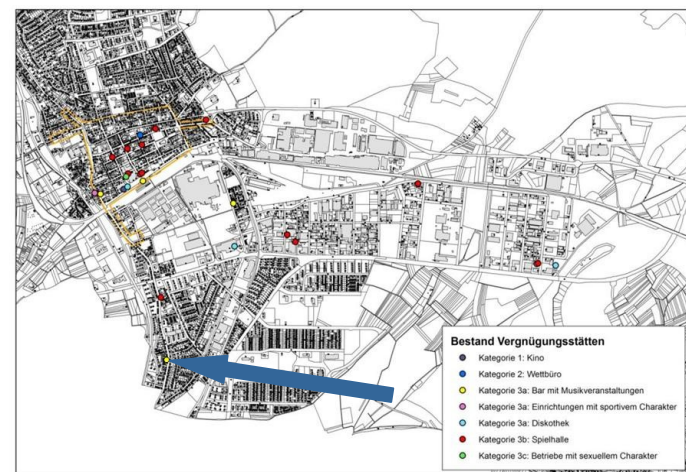 Bestand Vergnügungsstätten
Kategorie 1: Kino
Kategorie 2: Wettbüro
Kategorie 3a: Bar mit Musikveranstaltungen
Kategorie 3a: Einrichtungen mit sportivem Charakter
Kategorie 3a: Diskothek
Kategorie 3b: Spielhalle
Kategorie 3c: Betriebe mit sexuellem Charakter